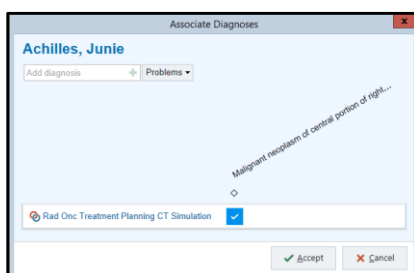 Associate Diagnoses
x
Achilles, Junie
Add diagnosis
Problems
Malignant neoplasm of central portion of right...
Rad Onc Treatment Planning CT Simulation
Accept
Cancel